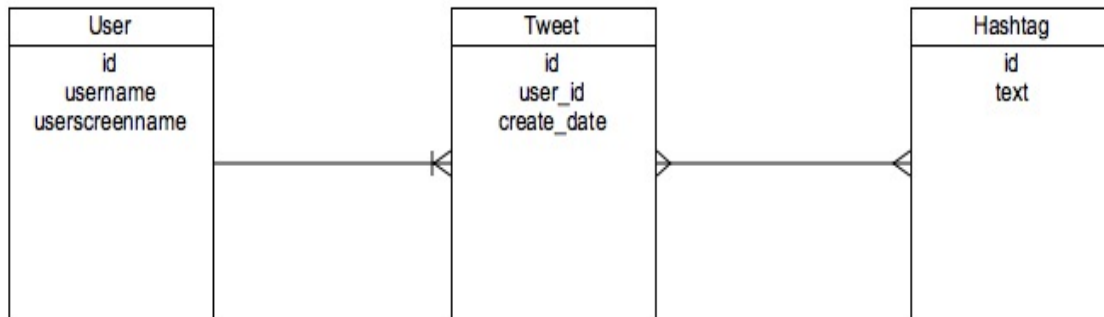 User
id
username
userscreenname
Tweet
id
user_id
create_date
Hashtag
id
text